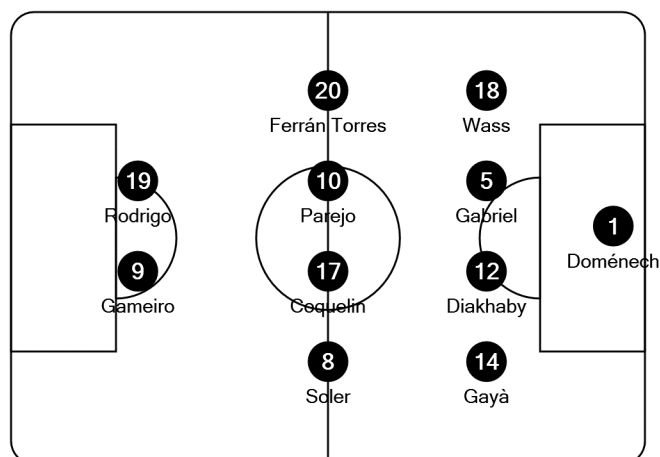 20
Ferrán Torres
18
Wass
19
Rodrigo
10
Parejo
5
Gabriel
1
Doménech
9
Gameiro
17
Coquelin
12
Diakhaby
8
Soler
14
Gayà